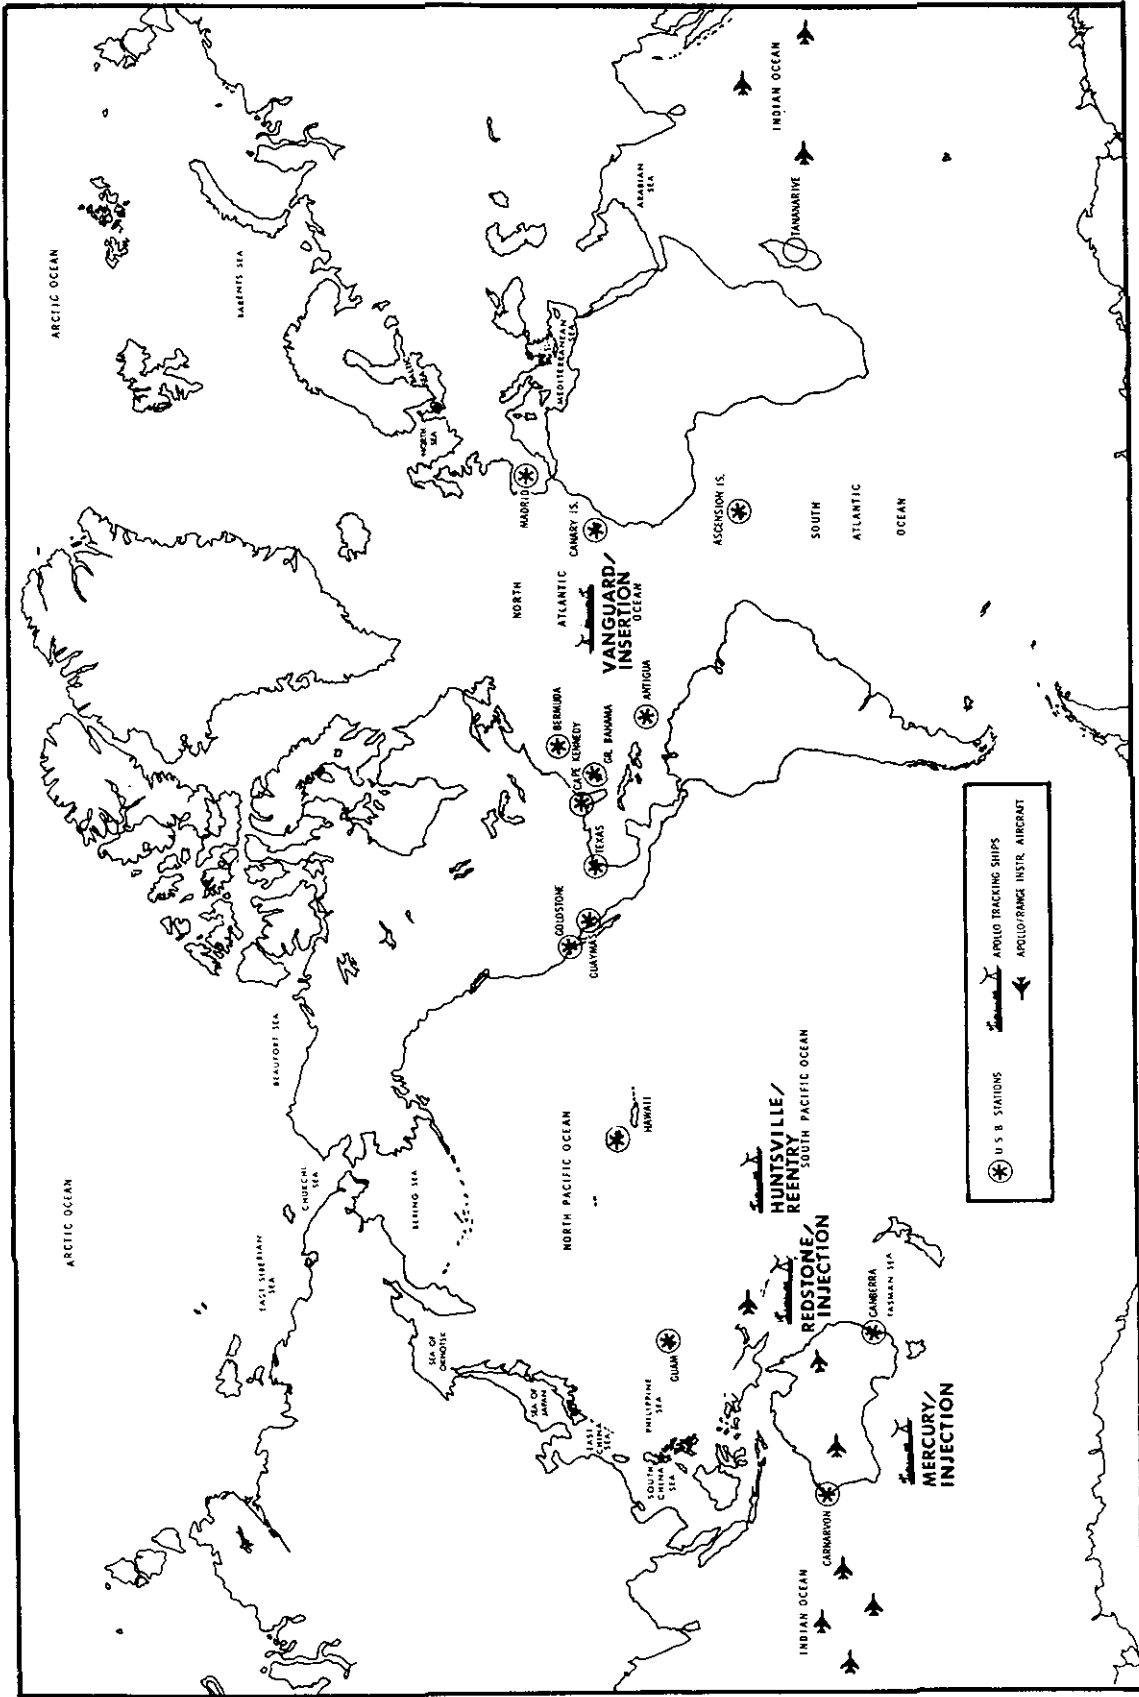 ARCTIC OCEAN
ARCTIC OCEAN
BARENTS SEA
EAST SIBERIAN
SEA
CHUKCHI
SEA
BEAUFORT SEA
BERING SEA
SEA OF
OKHOTSK
SEA OF
JAPAN
EAST
CHINA
SEA
PHILIPPINE
SEA
SOUTH
CHINA
SEA
NORTH
SEA
BALTIC
SEA
MEDITERRANEAN
SEA
ARABIAN
SEA
NORTH PACIFIC OCEAN
HAWAII
GUAM
GOLDSTONE
GUAYMAS
TEXAS
CAPE KENNEDY
BERMUDA
GR. BAHAMA
ANTIGUA
NORTH
ATLANTIC
OCEAN
VANGUARD/
INSERTION
MADRID
CANARY IS.
ASCENSION IS.
SOUTH
ATLANTIC
OCEAN
TANANARIVE
INDIAN OCEAN
INDIAN OCEAN
CARNARVON
MERCURY/
INJECTION
CANBERRA
TASMAN SEA
REDSTONE/
INJECTION
HUNTSVILLE/
REENTRY
SOUTH PACIFIC OCEAN
U S B STATIONS
APOLLO TRACKING SHIPS
APOLLO/RANGE INSTR. AIRCRAFT